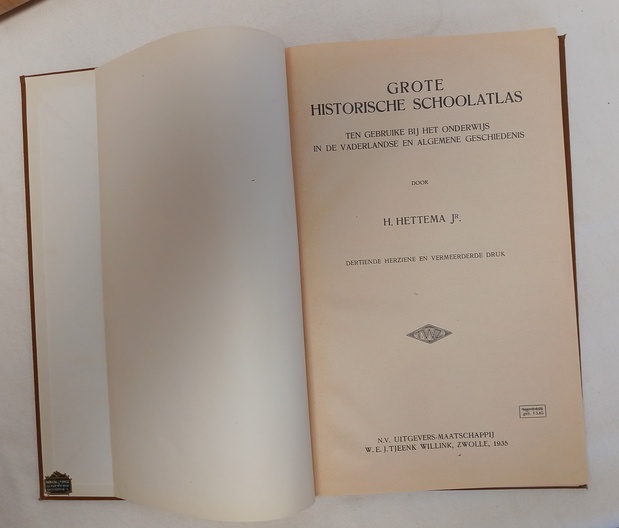 GROTE
HISTORISCHE SCHOOLATLAS
TEN GEBRUIKE BIJ HET ONDERWIJS
IN DE VADERLANDSE EN ALGEMENE GESCHIEDENIS
DOOR
H. HETTEMA JR.
DERTIENDE HERZIENE EN VERMEERDERDE DRUK
TWZ
N.V. UITGEVERS-MAATSCHAPPIJ
W. E. J. TJEENK WILLINK, ZWOLLE, 1935